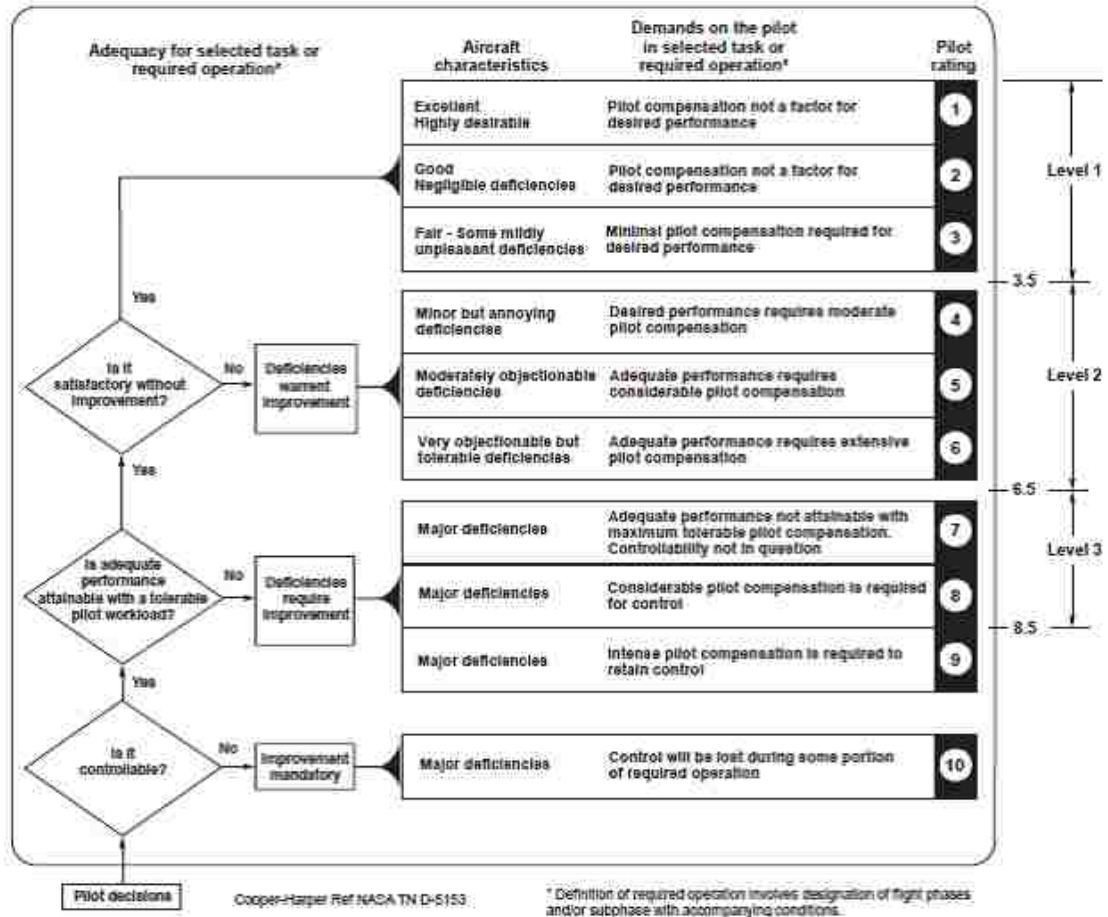 Adequacy for selected task or
required operation*
Aircraft
characteristics
Demands on the pilot
in selected task or
required operation*
Pilot
rating
Excellent
Highly desirable
Pilot compensation not a factor for
desired performance
1
Good
Negligible deficiencies
Pilot compensation not a factor for
desired performance
2
Fair - Some mildly
unpleasant deficiencies
Minimal pilot compensation required for
desired performance
3
Level 1
3.5
Yes
Is it
satisfactory without
improvement?
No
Deficiencies
warrant
improvement
Minor but annoying
deficiencies
Desired performance requires moderate
pilot compensation
4
Moderately objectionable
deficiencies
Adequate performance requires
considerable pilot compensation
5
Very objectionable but
tolerable deficiencies
Adequate performance requires extensive
pilot compensation
6
Level 2
6.5
Yes
Is adequate
performance
attainable with a tolerable
pilot workload?
No
Deficiencies
require
improvement
Major deficiencies
Adequate performance not attainable with
maximum tolerable pilot compensation.
Controllability not in question
7
Major deficiencies
Considerable pilot compensation is required
for control
8
Level 3
8.5
Major deficiencies
Intense pilot compensation is required to
retain control
9
Yes
Is it
controllable?
No
Improvement
mandatory
Major deficiencies
Control will be lost during some portion
of required operation
10
Pilot decisions
Cooper-Harper Ref NASA TN D-5153
* Definition of required operation involves designation of flight phases
and/or subphase with accompanying conditions.